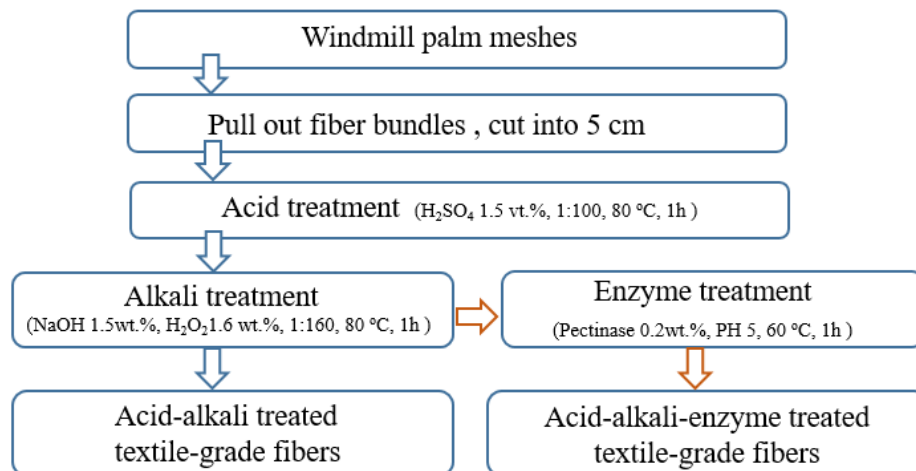 Windmill palm meshes
Pull out fiber bundles , cut into 5 cm
Acid treatment (H₂SO₄ 1.5 vt.%, 1:100, 80 ºC, 1h )
Alkali treatment
(NaOH 1.5wt.%, H₂O₂1.6 wt.%, 1:160, 80 ºC, 1h )
Enzyme treatment
(Pectinase 0.2wt.%, PH 5, 60 ºC, 1h )
Acid-alkali treated
textile-grade fibers
Acid-alkali-enzyme treated
textile-grade fibers